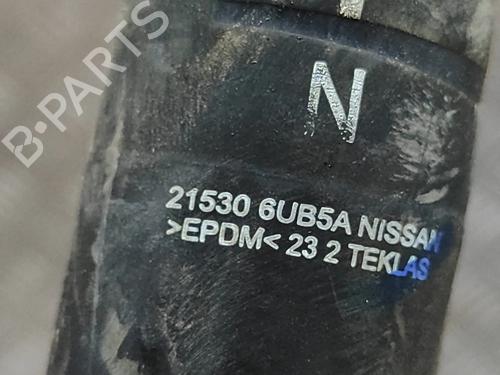 B-PARTS
N
21530 6UB5A NISSAN
>EPDM< 23 2 TEKLAS